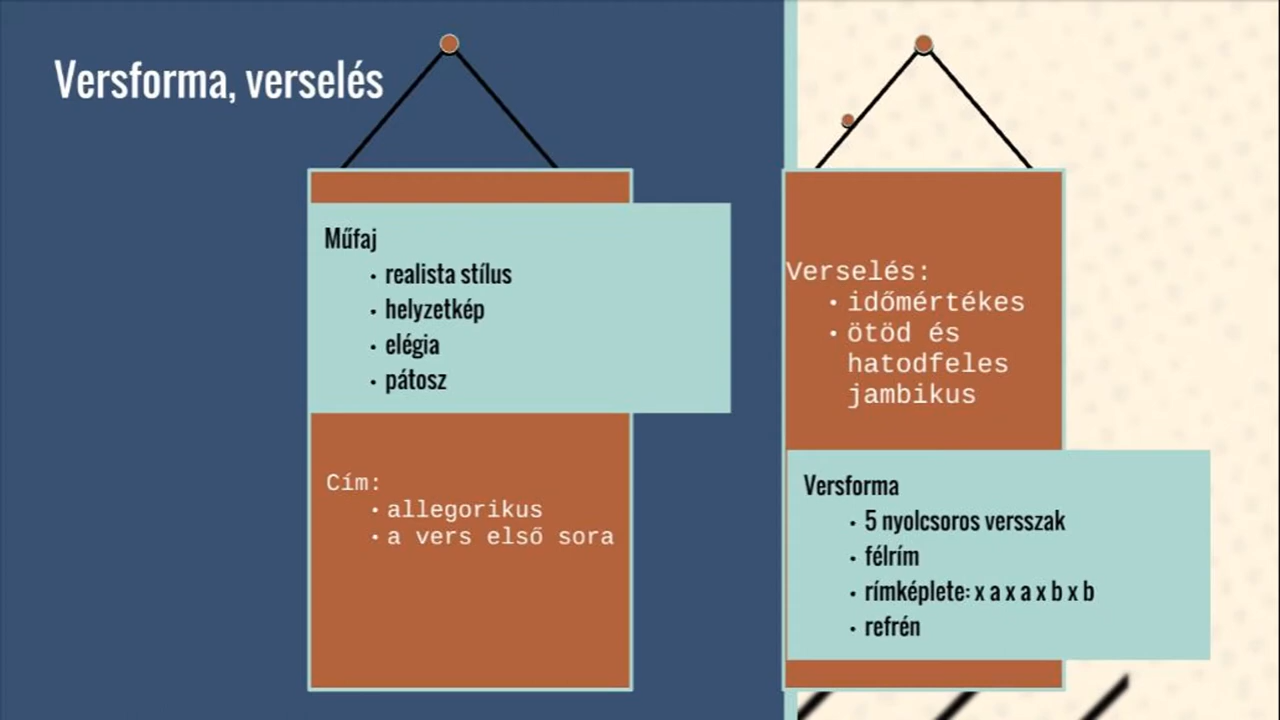 Versforma, verselés
Műfaj
• realista stílus
• helyzetkép
• elégia
• pátosz
Cím:
• allegorikus
• a vers első sora
Verselés:
• időmértékes
• ötöd és
hatodfeles
jambikus
Versforma
• 5 nyolcsoros versszak
• félrím
• rímképlete: x a x a x b x b
• refrén